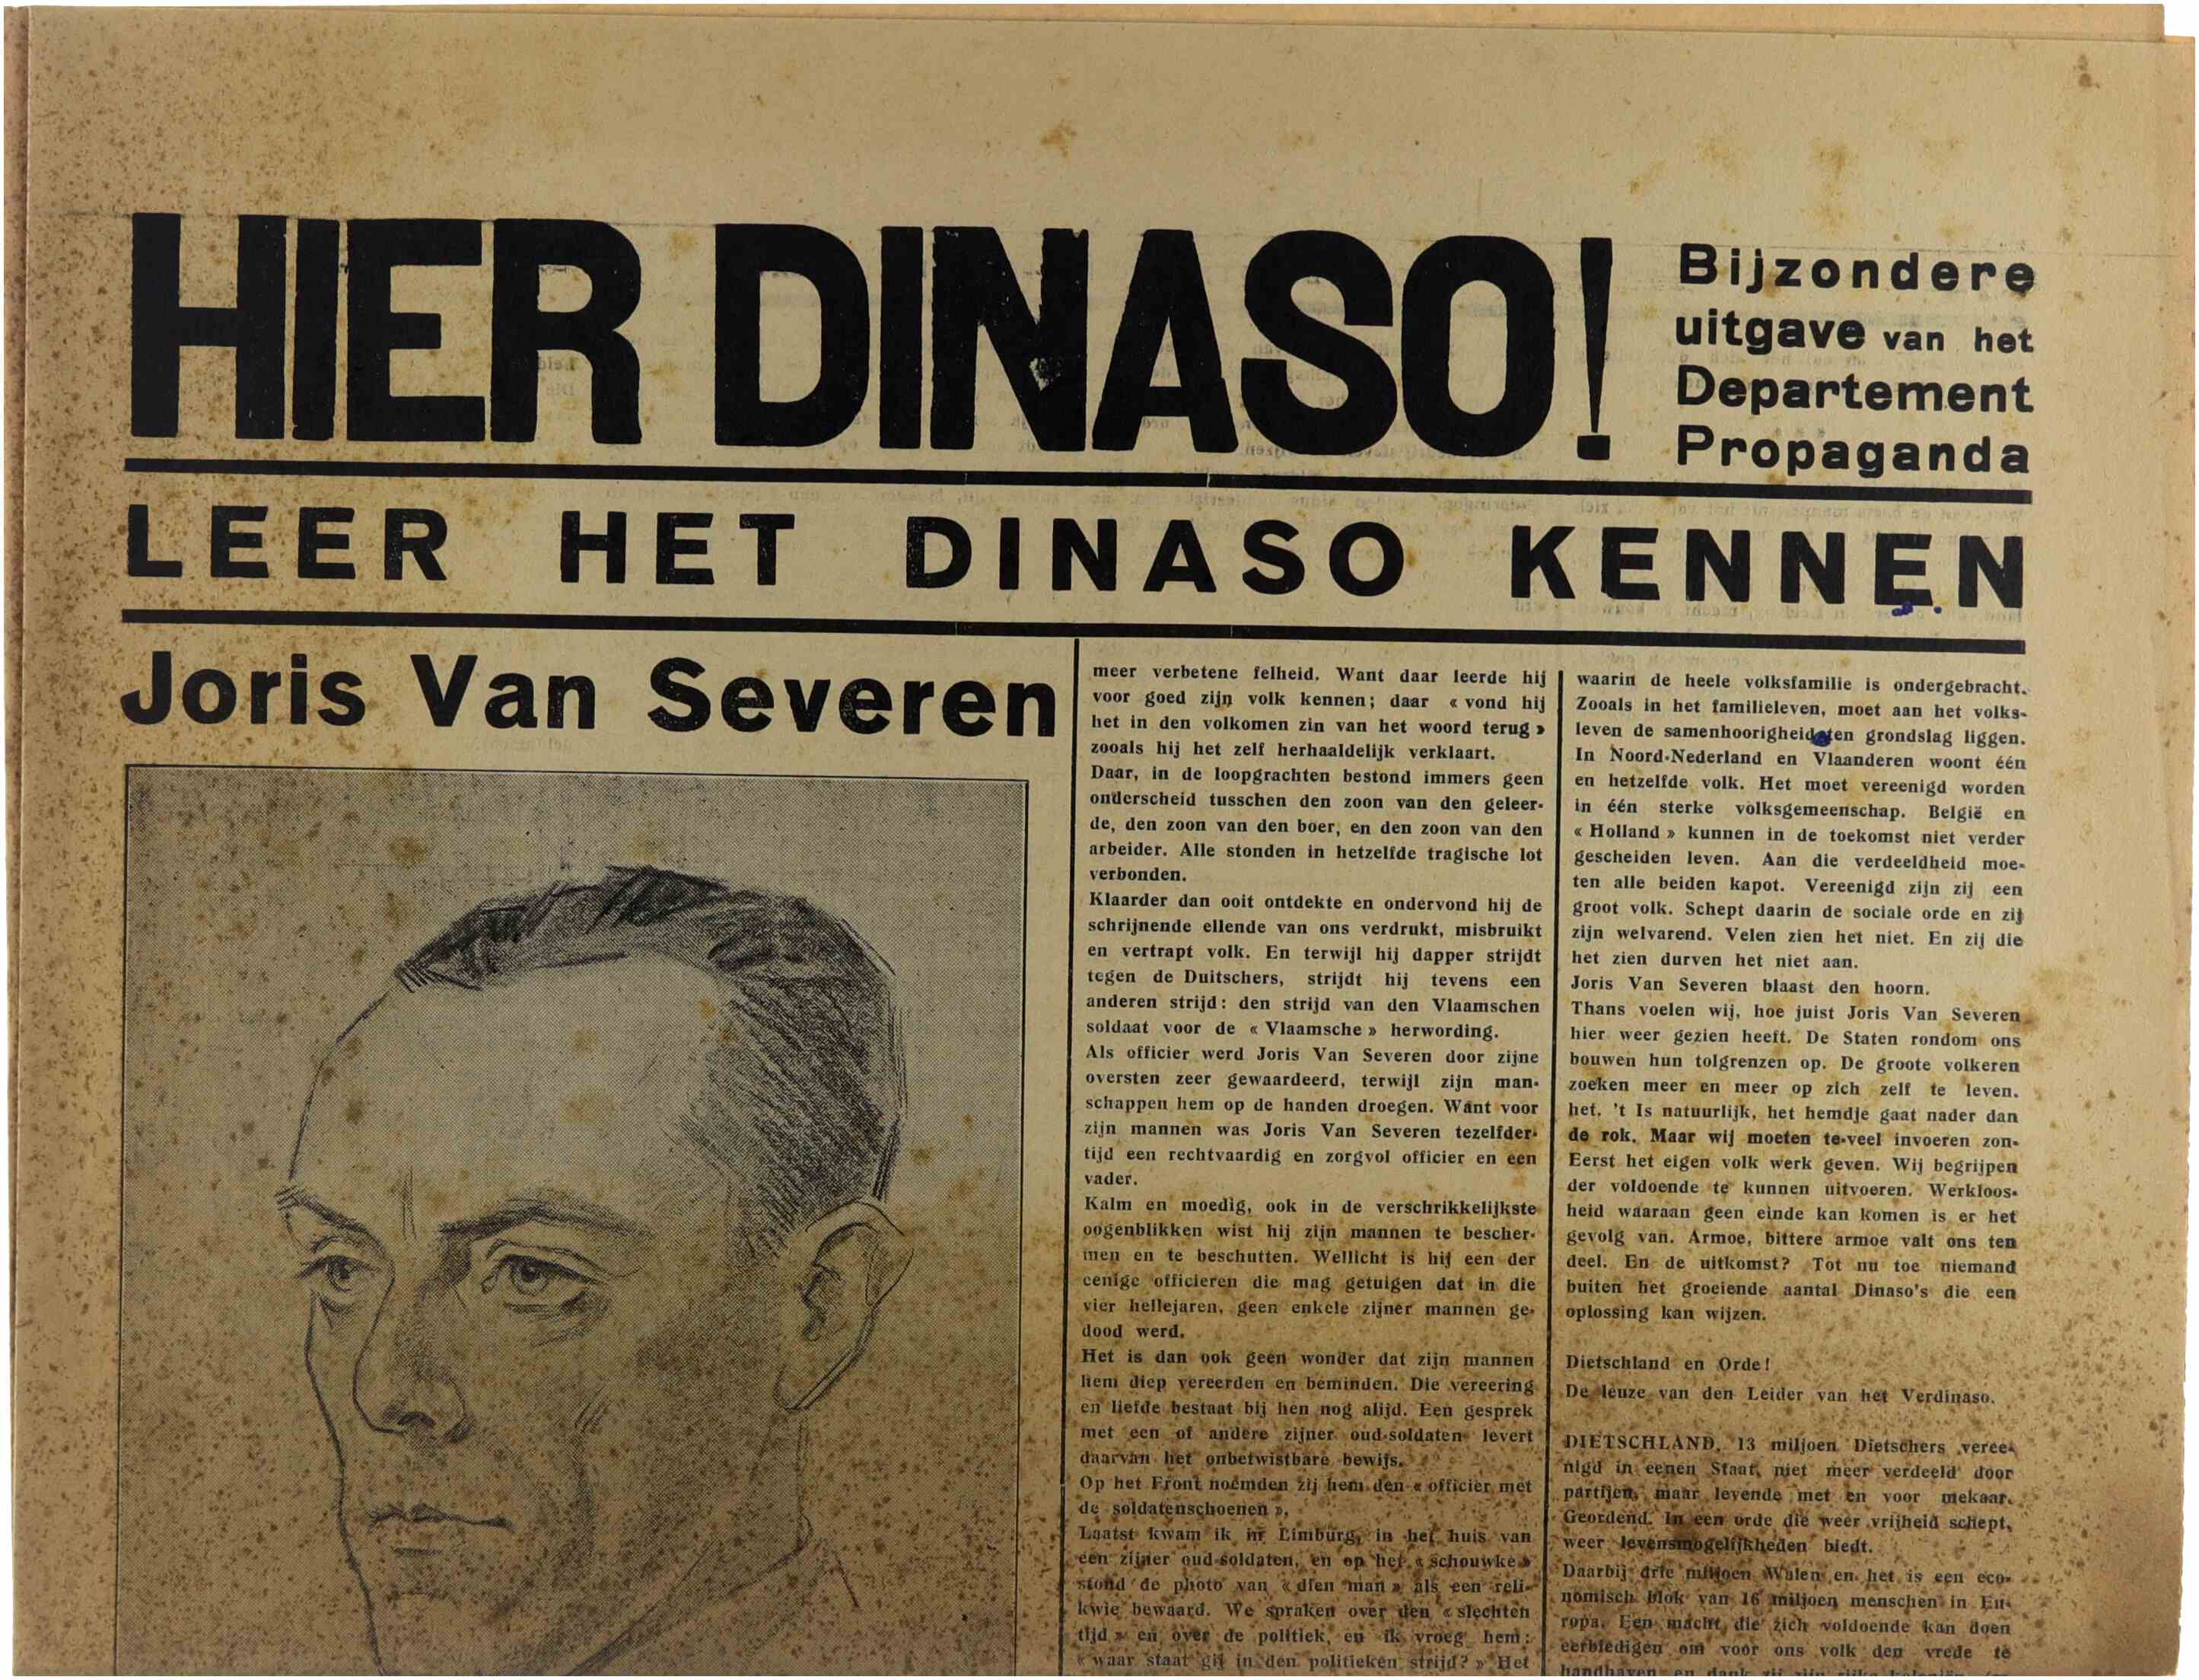 HIER DINASO!
Bijzondere
uitgave van het
Departement
Propaganda
LEER HET DINASO KENNEN
Joris Van Severen
meer verbetene felheid. Want daar leerde hij
voor goed zijn volk kennen; daar « vond hij
het in den volkomen zin van het woord terug »
zooals hij het zelf herhaaldelijk verklaart.
Daar, in de loopgrachten bestond immers geen
onderscheid tusschen den zoon van den geleer-
de, den zoon van den boer, en den zoon van den
arbeider. Alle stonden in hetzelfde tragische lot
verbonden.
Klaarder dan ooit ontdekte en ondervond hij de
schrijnende ellende van ons verdrukt, misbruikt
en vertrapt volk. En terwijl hij dapper strijdt
tegen de Duitschers, strijdt hij tevens een
anderen strijd: den strijd van den Vlaamschen
soldaat voor de « Vlaamsche » herwording.
Als officier werd Joris Van Severen door zijne
oversten zeer gewaardeerd, terwijl zijn man-
schappen hem op de handen droegen. Want voor
zijn mannen was Joris Van Severen tezelfder-
tijd een rechtvaardig en zorgvol officier en een
vader.
Kalm en moedig, ook in de verschrikkelijkste
oogenblikken wist hij zijn mannen te bescher-
men en te beschutten. Wellicht is hij een der
eenige officieren die mag getuigen dat in die
vier hellejaren, geen enkele zijner mannen ge-
dood werd.
Het is dan ook geen wonder dat zijn mannen
hem diep vereerden en beminden. Die vereering
en liefde bestaat bij hen nog alijd. Een gesprek
met een of andere zijner oud-soldaten levert
daarvan het onbetwistbare bewijs.
Op het Front noemden zij hem den « officier met
de soldatenschoenen ».
Laatst kwam ik in Limburg, in het huis van
een zijner oud-soldaten, en op het « schouwke »
stond de photo van « dien man » als een reli-
kwie bewaard. We spraken over den « slechten
tijd » en over de politiek, en ik vroeg hem:
« waar staat gij in den politieken strijd? » Het
waarin de heele volksfamilie is ondergebracht.
Zooals in het familieleven, moet aan het volks-
leven de samenhoorigheid ten grondslag liggen.
In Noord-Nederland en Vlaanderen woont één
en hetzelfde volk. Het moet vereenigd worden
in één sterke volksgemeenschap. België en
« Holland » kunnen in de toekomst niet verder
gescheiden leven. Aan die verdeeldheid moe-
ten alle beiden kapot. Vereenigd zijn zij een
groot volk. Schept daarin de sociale orde en zij
zijn welvarend. Velen zien het niet. En zij die
het zien durven het niet aan.
Joris Van Severen blaast den hoorn.
Thans voelen wij, hoe juist Joris Van Severen
hier weer gezien heeft. De Staten rondom ons
bouwen hun tolgrenzen op. De groote volkeren
zoeken meer en meer op zich zelf te leven.
het. 't Is natuurlijk, het hemdje gaat nader dan
de rok. Maar wij moeten te-veel invoeren zon-
Eerst het eigen volk werk geven. Wij begrijpen
der voldoende te kunnen uitvoeren. Werkloos-
heid waaraan geen einde kan komen is er het
gevolg van. Armoe, bittere armoe valt ons ten
deel. En de uitkomst? Tot nu toe niemand
buiten het groeiende aantal Dinaso's die een
oplossing kan wijzen.
Dietschland en Orde!
De leuze van den Leider van het Verdinaso.
DIETSCHLAND, 13 miljoen Dietschers veree-
nigd in eenen Staat, niet meer verdeeld door
partijen, maar levende met en voor mekaar.
Geordend. In een orde die weer vrijheid schept,
weer levensmogelijkheden biedt.
Daarbij drie miljoen Walen en het is een eco-
nomisch blok van 16 miljoen menschen in Eu-
ropa. Een macht, die zich voldoende kan doen
eerbiedigen om voor ons volk den vrede te
handhaven en dank zij zijn rijke